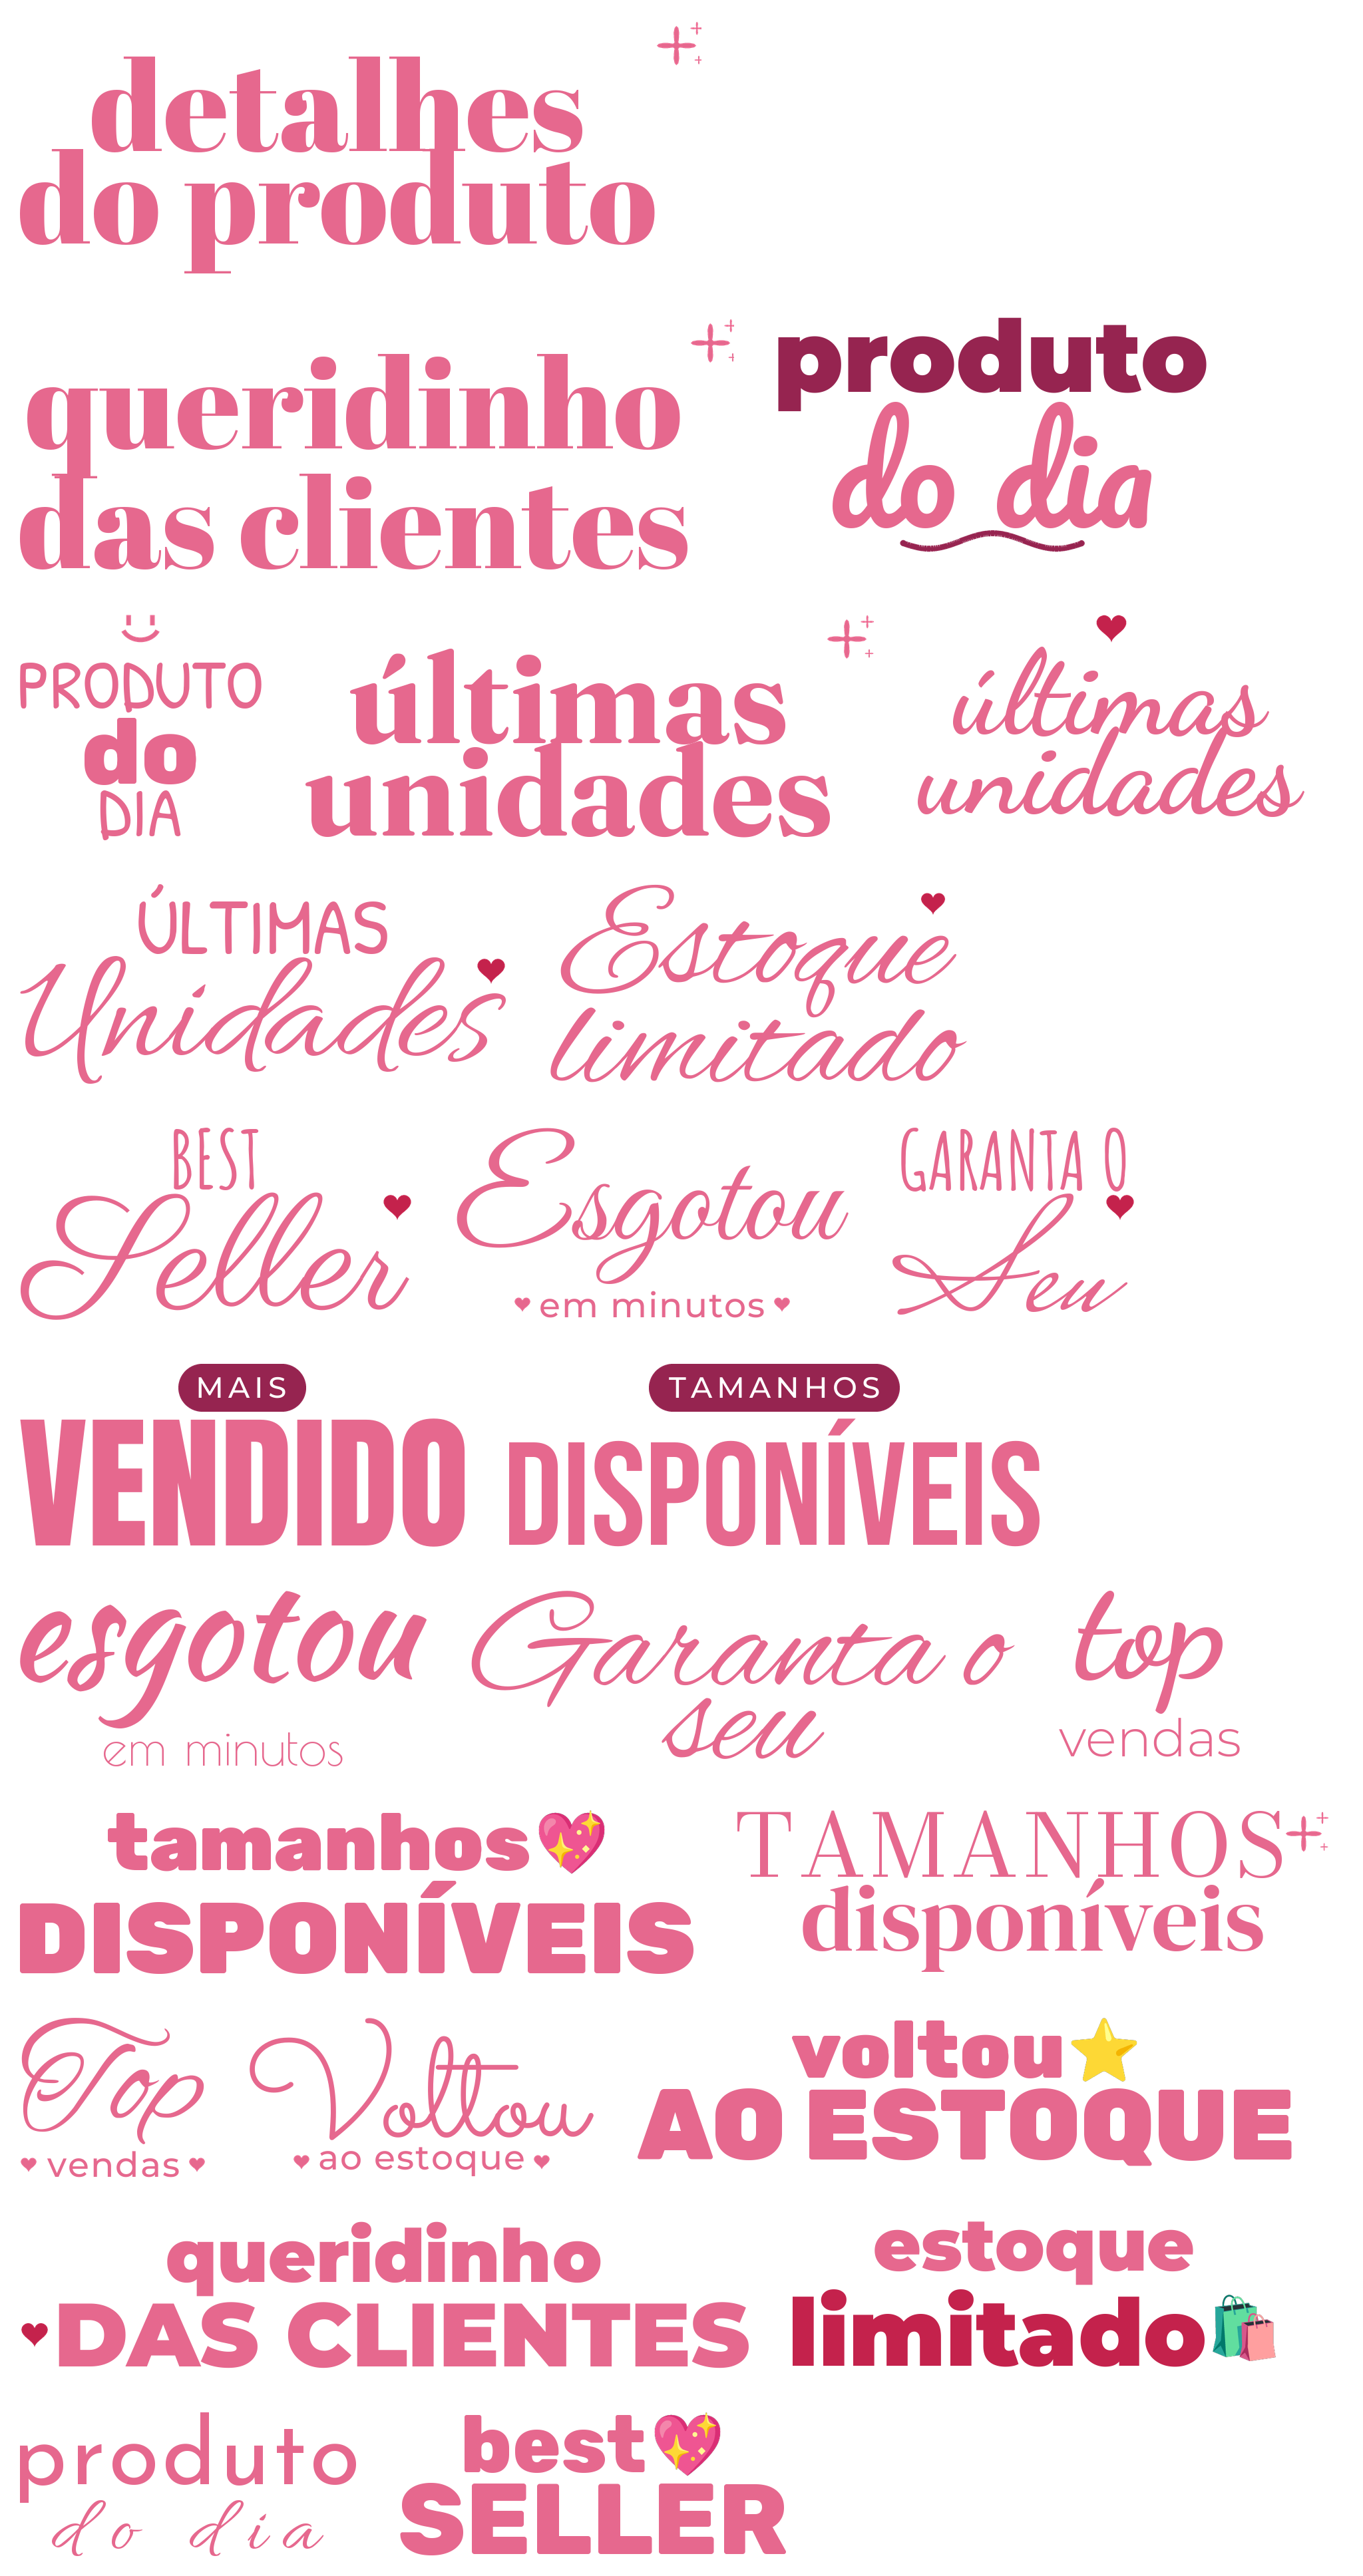 detalhes
do produto
queridinho
das clientes
produto
do dia
PRODUTO
do
DIA
últimas
unidades
últimas
unidades
ÚLTIMAS
Unidades
Estoque
limitado
BEST
Seller
Esgotou
em minutos
GARANTA O
Seu
MAIS
VENDIDO
TAMANHOS
DISPONÍVEIS
esgotou
em minutos
Garanta o
seu
top
vendas
tamanhos
DISPONÍVEIS
TAMANHOS
disponíveis
Top
vendas
Voltou
ao estoque
voltou
AO ESTOQUE
queridinho
DAS CLIENTES
estoque
limitado
produto
do dia
best
SELLER